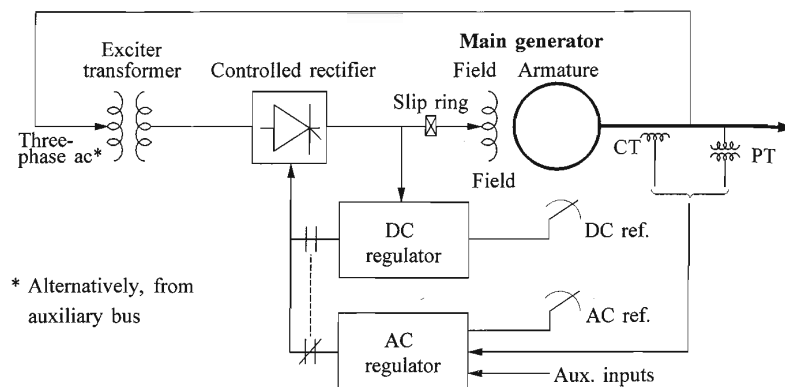 Main generator
Exciter
transformer
Controlled rectifier
Field
Armature
Slip ring
Three-
phase ac*
CT
PT
Field
DC
regulator
DC ref.
* Alternatively, from
auxiliary bus
AC
regulator
AC ref.
Aux. inputs